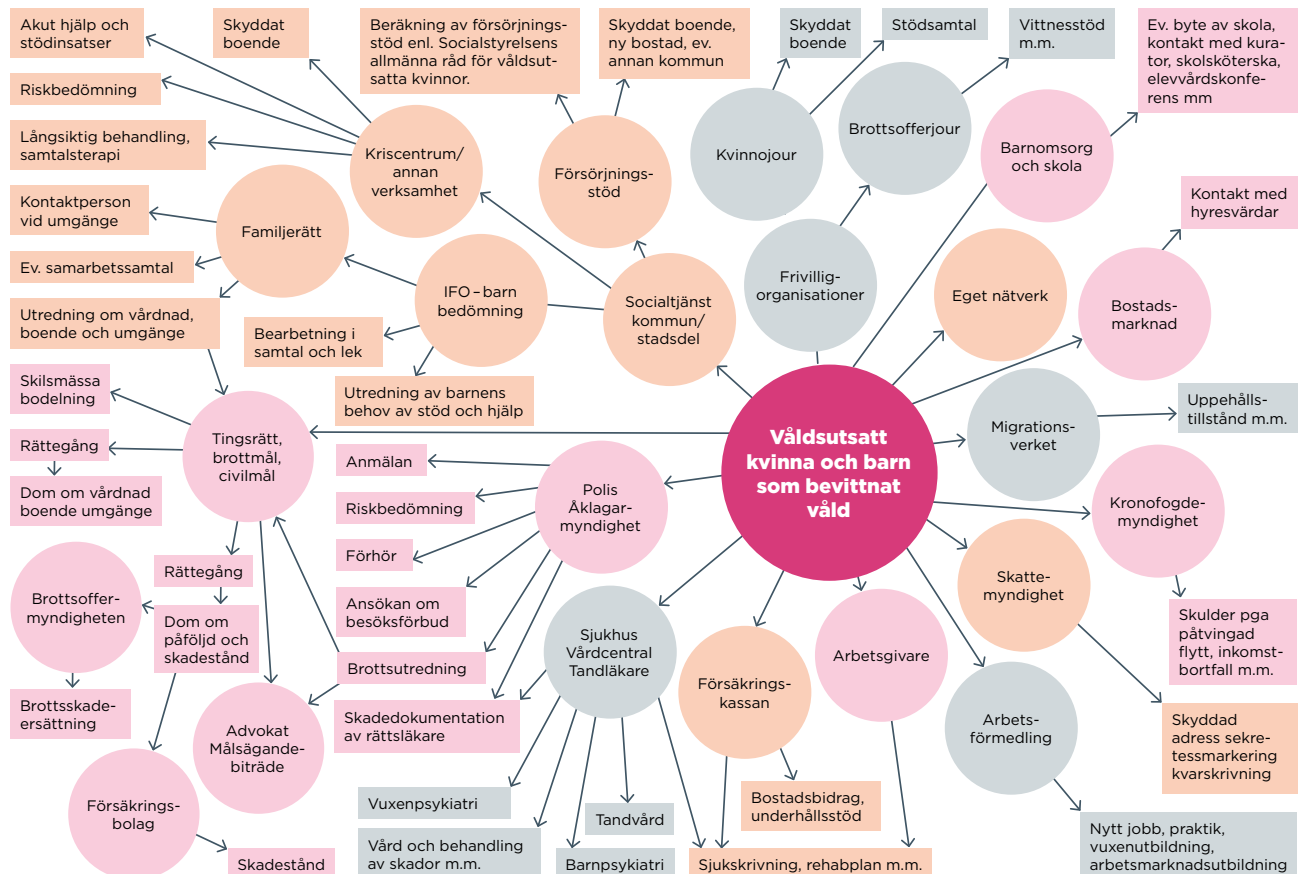 Akut hjälp och
stödinsatser
Skyddat
boende
Beräkning av försörjnings-
stöd enl. Socialstyrelsens
allmänna råd för våldsut-
satta kvinnor.
Skyddat boende,
ny bostad, ev.
annan kommun
Skyddat
boende
Stödsamtal
Vittnesstöd
m.m.
Ev. byte av skola,
kontakt med kura-
tor, skolsköterska,
elevvårdskonfe-
rens mm
Riskbedömning
Långsiktig behandling,
samtalsterapi
Kriscentrum/
annan
verksamhet
Försörjnings-
stöd
Kvinnojour
Brottsofferjour
Barnomsorg
och skola
Kontaktperson
vid umgänge
Familjerätt
Kontakt med
hyresvärdar
Ev. samarbetssamtal
IFO – barn
bedömning
Socialtjänst
kommun/
stadsdel
Frivillig-
organisationer
Eget nätverk
Bostads-
marknad
Utredning om vårdnad,
boende och umgänge
Bearbetning i
samtal och lek
Utredning av barnens
behov av stöd och hjälp
Skilsmässa
bodelning
Rättegång
Dom om vårdnad
boende umgänge
Tingsrätt,
brottmål,
civilmål
Anmälan
Riskbedömning
Förhör
Ansökan om
besöksförbud
Brottsutredning
Skadedokumentation
av rättsläkare
Polis
Åklagar-
myndighet
Våldsutsatt
kvinna och barn
som bevittnat
våld
Migrations-
verket
Uppehålls-
tillstånd m.m.
Kronofogde-
myndighet
Skatte-
myndighet
Skulder pga
påtvingad
flytt, inkomst-
bortfall m.m.
Brottsoffer-
myndigheten
Rättegång
Dom om
påföljd och
skadestånd
Brottsskade-
ersättning
Advokat
Målsägande-
biträde
Försäkrings-
bolag
Skadestånd
Sjukhus
Vårdcentral
Tandläkare
Försäkrings-
kassan
Arbetsgivare
Arbets-
förmedling
Skyddad
adress sekre-
tessmarkering
kvarskrivning
Vuxenpsykiatri
Vård och behandling
av skador m.m.
Tandvård
Barnpsykiatri
Bostadsbidrag,
underhållsstöd
Sjukskrivning, rehabplan m.m.
Nytt jobb, praktik,
vuxenutbildning,
arbetsmarknadsutbildning